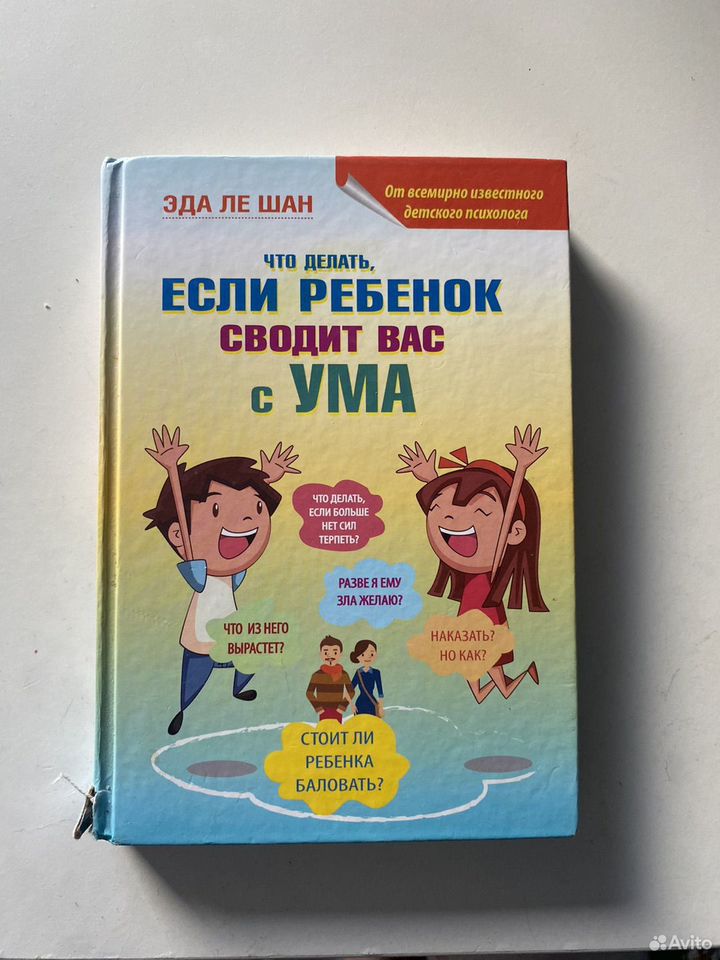 ЭДА ЛЕ ШАН
От всемирно известного
детского психолога
ЧТО ДЕЛАТЬ,
ЕСЛИ РЕБЕНОК
СВОДИТ ВАС
С УМА
ЧТО ДЕЛАТЬ,
ЕСЛИ БОЛЬШЕ
НЕТ СИЛ
ТЕРПЕТЬ?
РАЗВЕ Я ЕМУ
ЗЛА ЖЕЛАЮ?
ЧТО ИЗ НЕГО
ВЫРАСТЕТ?
НАКАЗАТЬ?
НО КАК?
СТОИТ ЛИ
РЕБЕНКА
БАЛОВАТЬ?
Avito